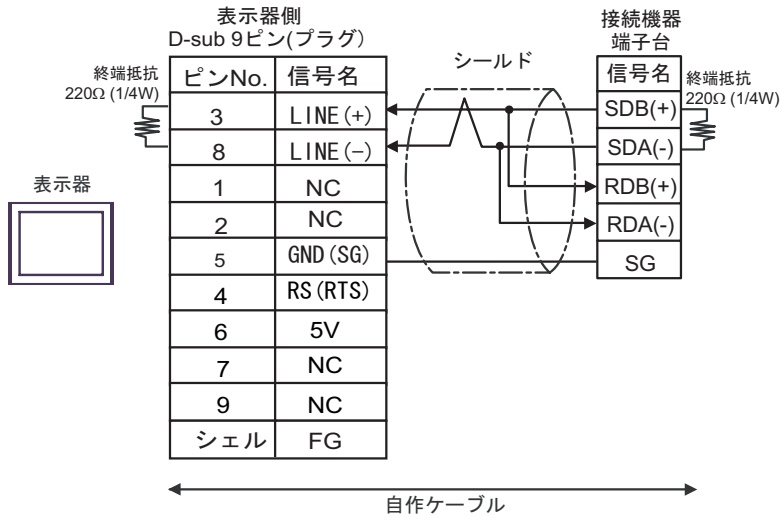 表示器側
D-sub 9ピン(プラグ)
接続機器
端子台
シールド
終端抵抗
220Ω (1/4W)
ピンNo. 信号名
3 LINE(+)
8 LINE(−)
1 NC
2 NC
5 GND(SG)
4 RS(RTS)
6 5V
7 NC
9 NC
シェル FG
信号名
SDB(+)
SDA(-)
RDB(+)
RDA(-)
SG
終端抵抗
220Ω (1/4W)
表示器
自作ケーブル